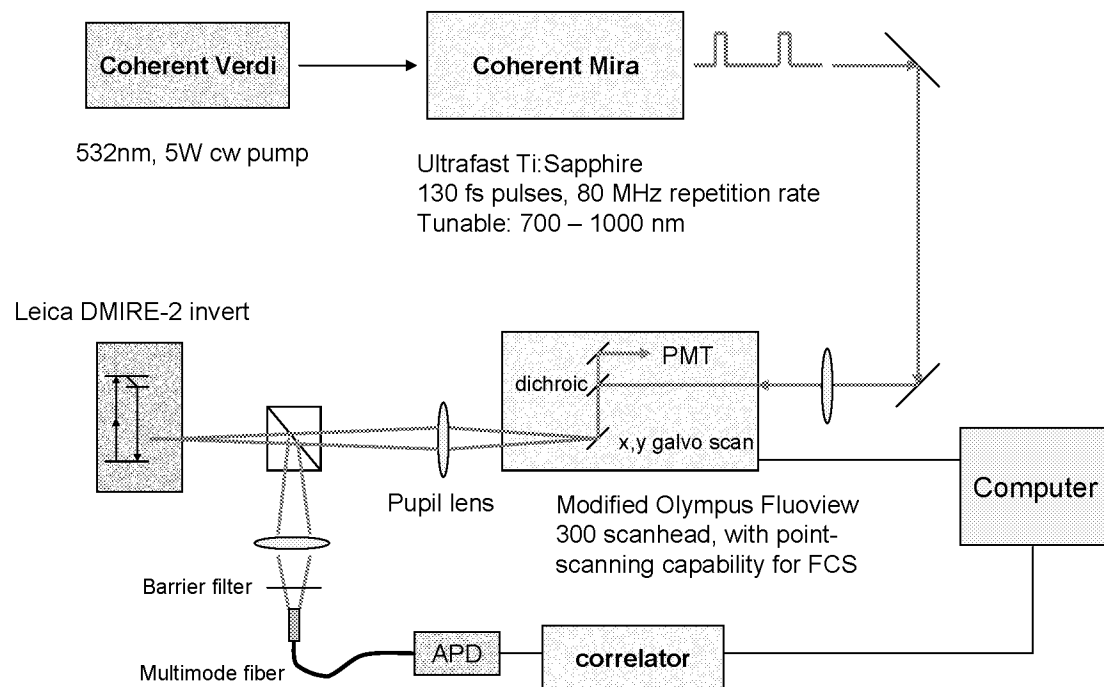 Coherent Verdi
Coherent Mira
532nm, 5W cw pump
Ultrafast Ti:Sapphire
130 fs pulses, 80 MHz repetition rate
Tunable: 700 – 1000 nm
Leica DMIRE-2 invert
PMT
dichroic
x,y galvo scan
Pupil lens
Modified Olympus Fluoview
300 scanhead, with point-
scanning capability for FCS
Computer
Barrier filter
Multimode fiber
APD
correlator